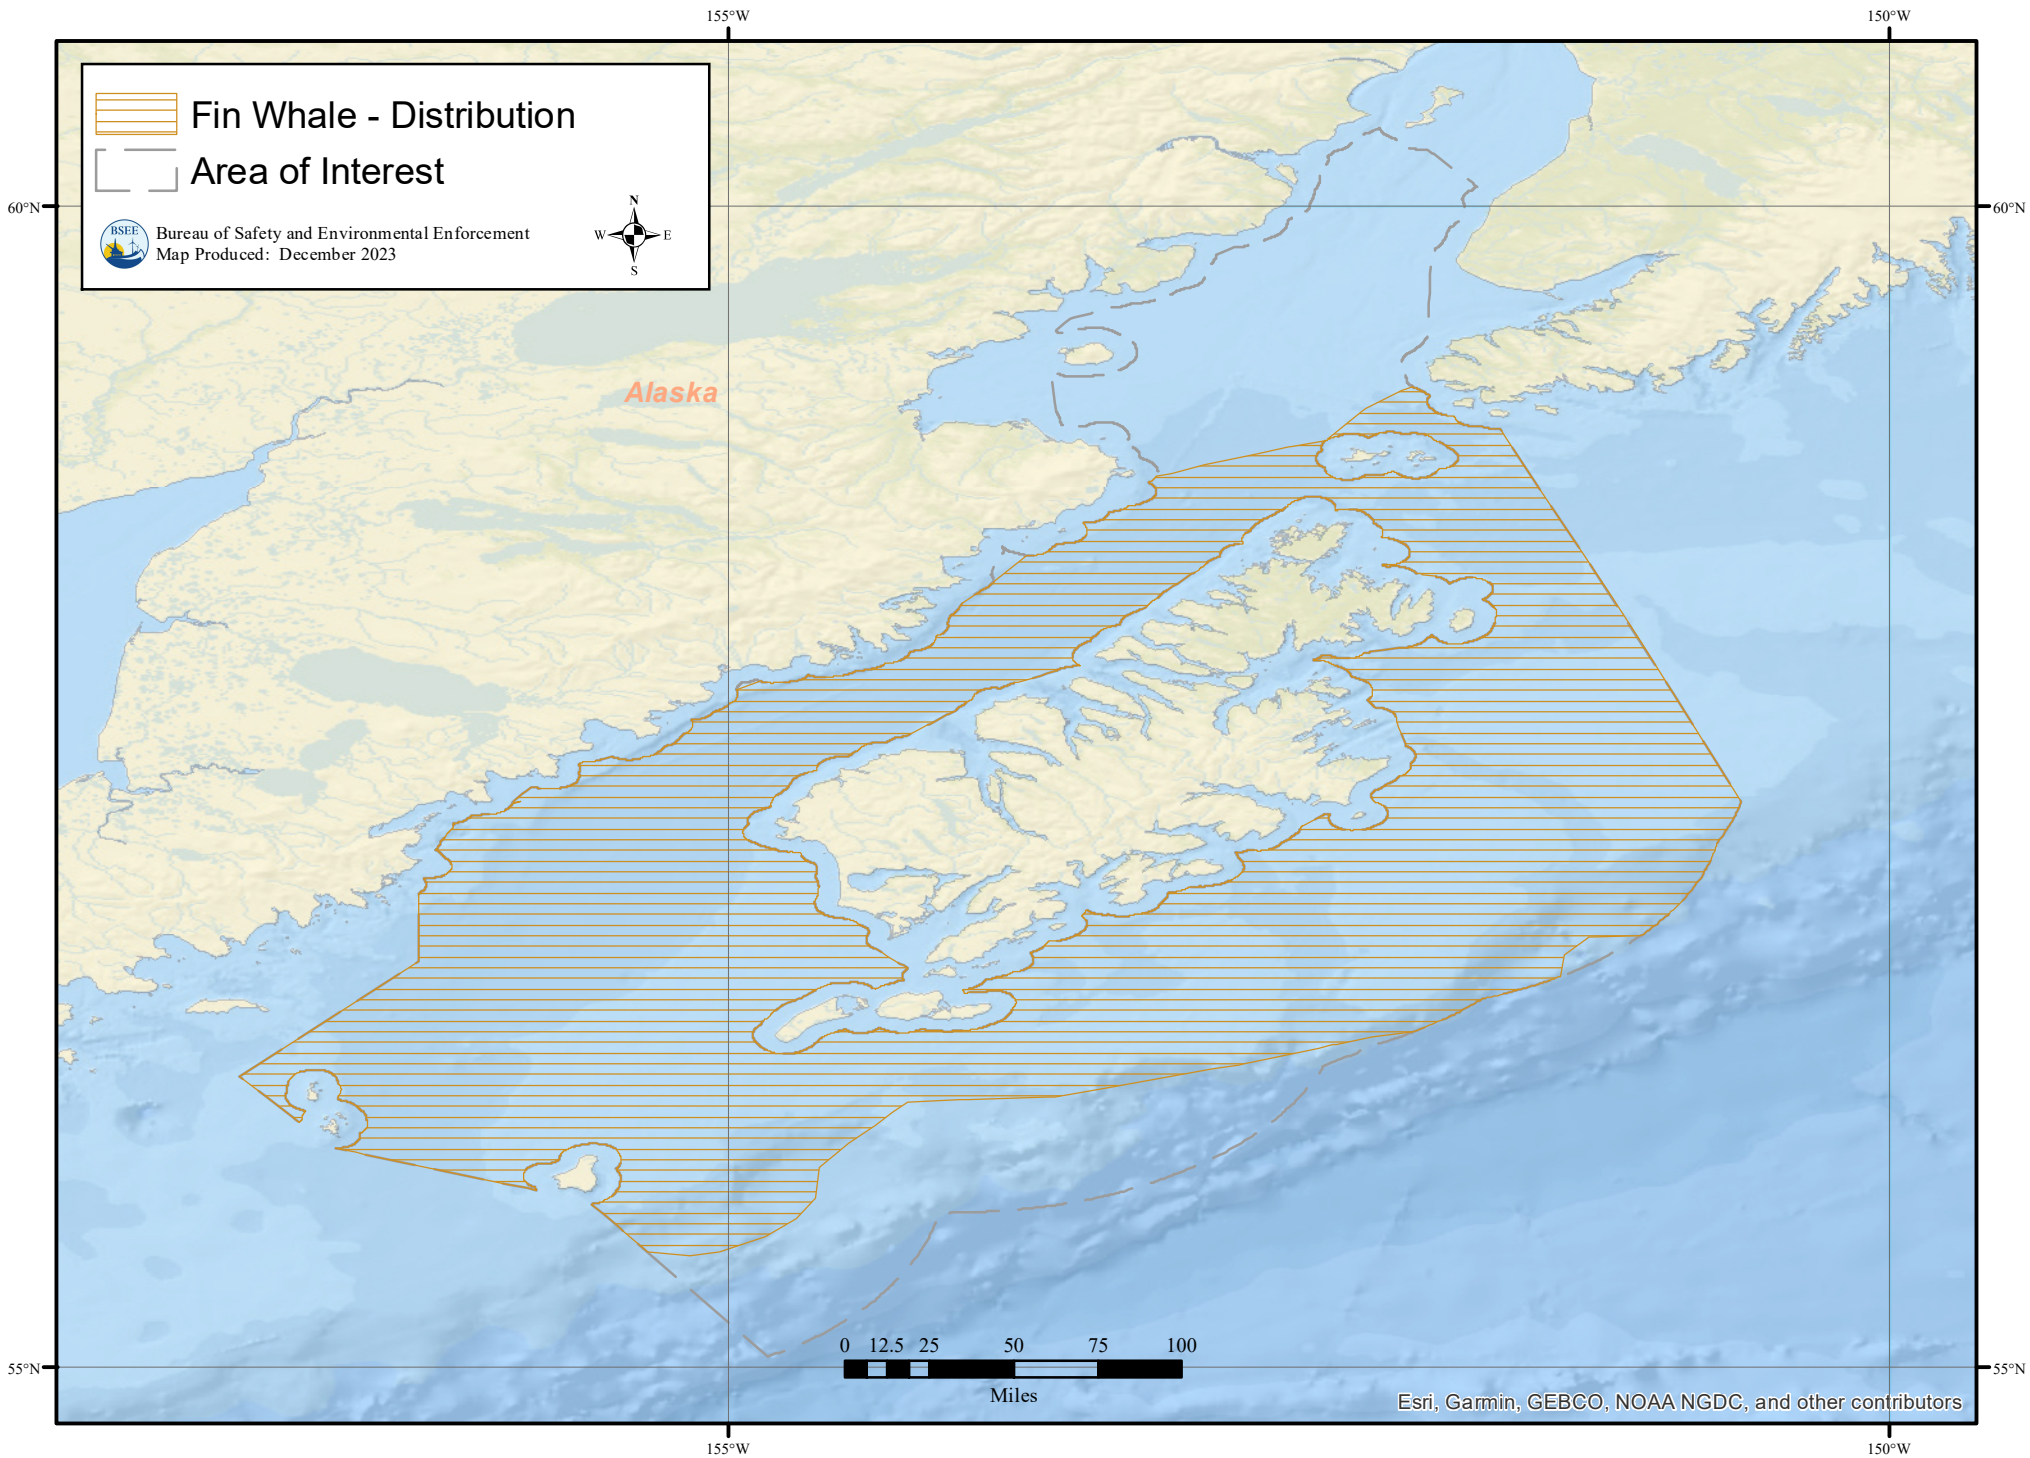 155°W
150°W
Fin Whale - Distribution
Area of Interest
60°N
60°N
BSEE
Bureau of Safety and Environmental Enforcement
Map Produced: December 2023
N
W
E
S
Alaska
0 12.5 25 50 75 100
Miles
55°N
55°N
Esri, Garmin, GEBCO, NOAA NGDC, and other contributors
155°W
150°W